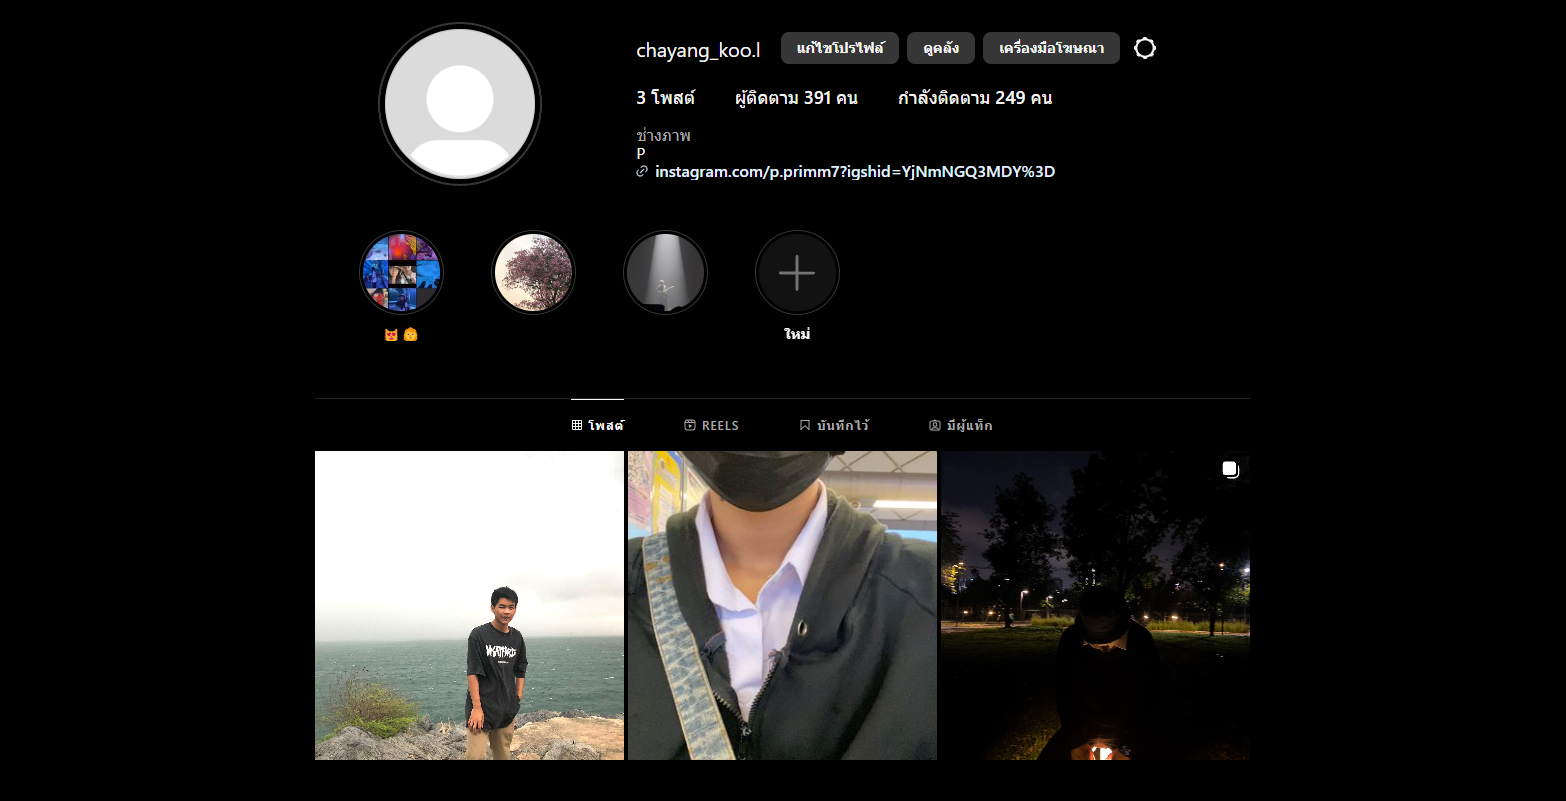 chayang_koo.l แก้ไขโปรไฟล์ ดูคลัง เครื่องมือโฆษณา
3 โพสต์ ผู้ติดตาม 391 คน กำลังติดตาม 249 คน
ช่างภาพ
P
instagram.com/p.primm7?igshid=YjNmNGQ3MDY%3D
😻 🙊
ใหม่
โพสต์ REELS บันทึกไว้ มีผู้แท็ก